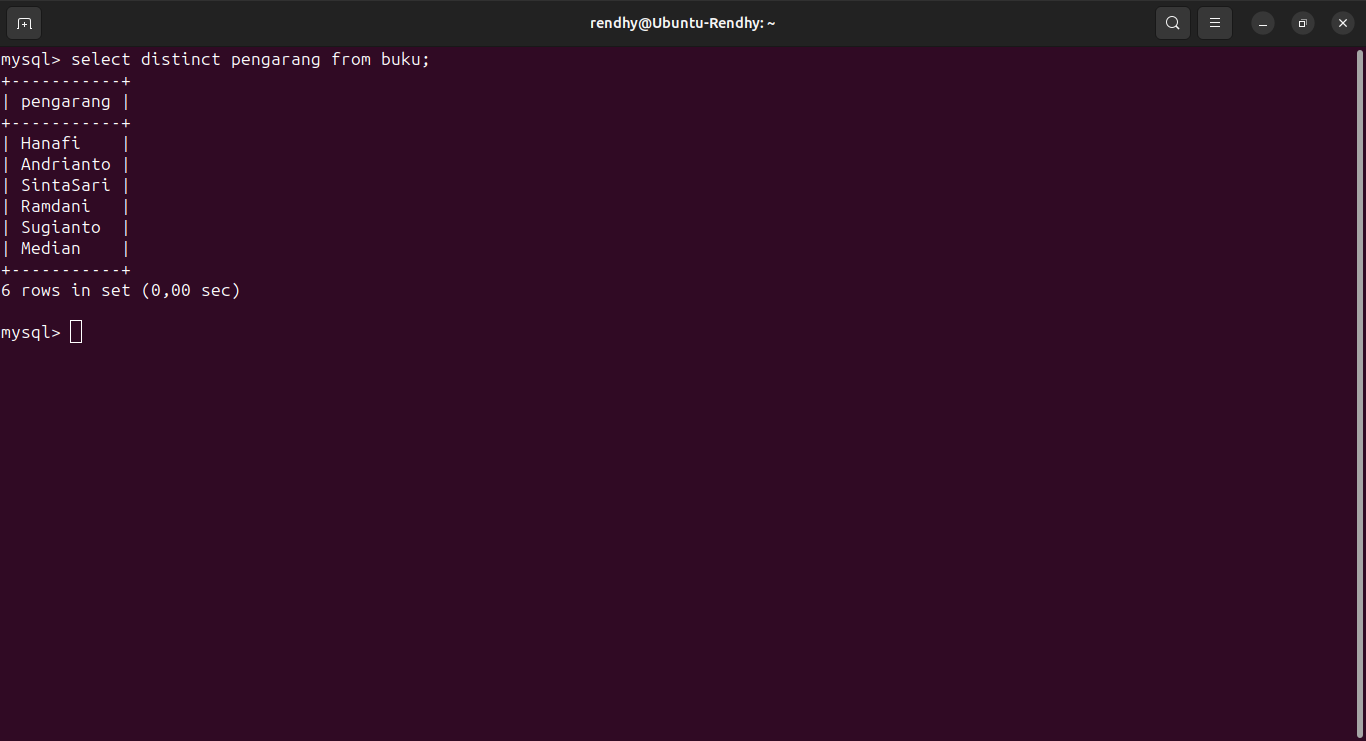 rendhy@Ubuntu-Rendhy: ~
mysql> select distinct pengarang from buku;
+-----------+
| pengarang |
+-----------+
| Hanafi    |
| Andrianto |
| SintaSari |
| Ramdani   |
| Sugianto  |
| Median    |
+-----------+
6 rows in set (0,00 sec)
mysql>